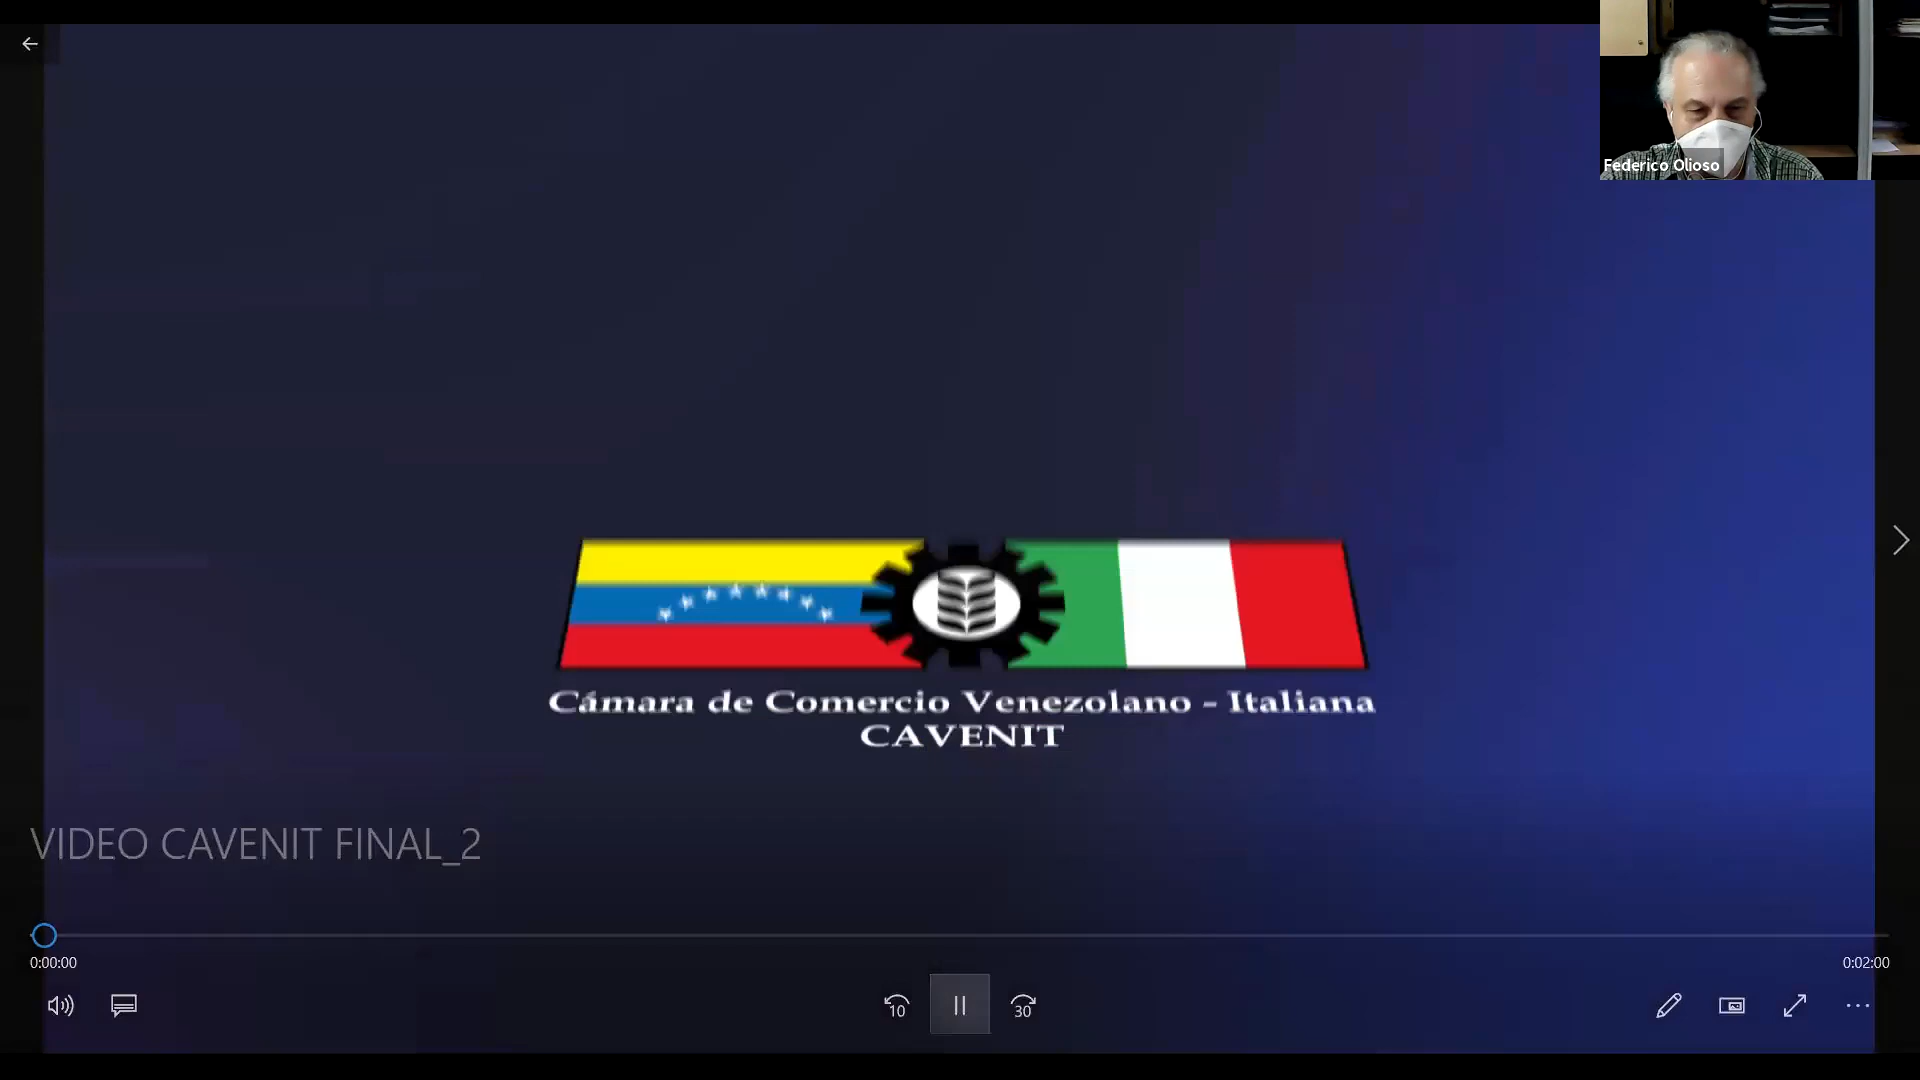 Federico Olioso
Cámara de Comercio Venezolano - Italiana
CAVENIT
VIDEO CAVENIT FINAL_2
0:00:00
0:02:00
10
30